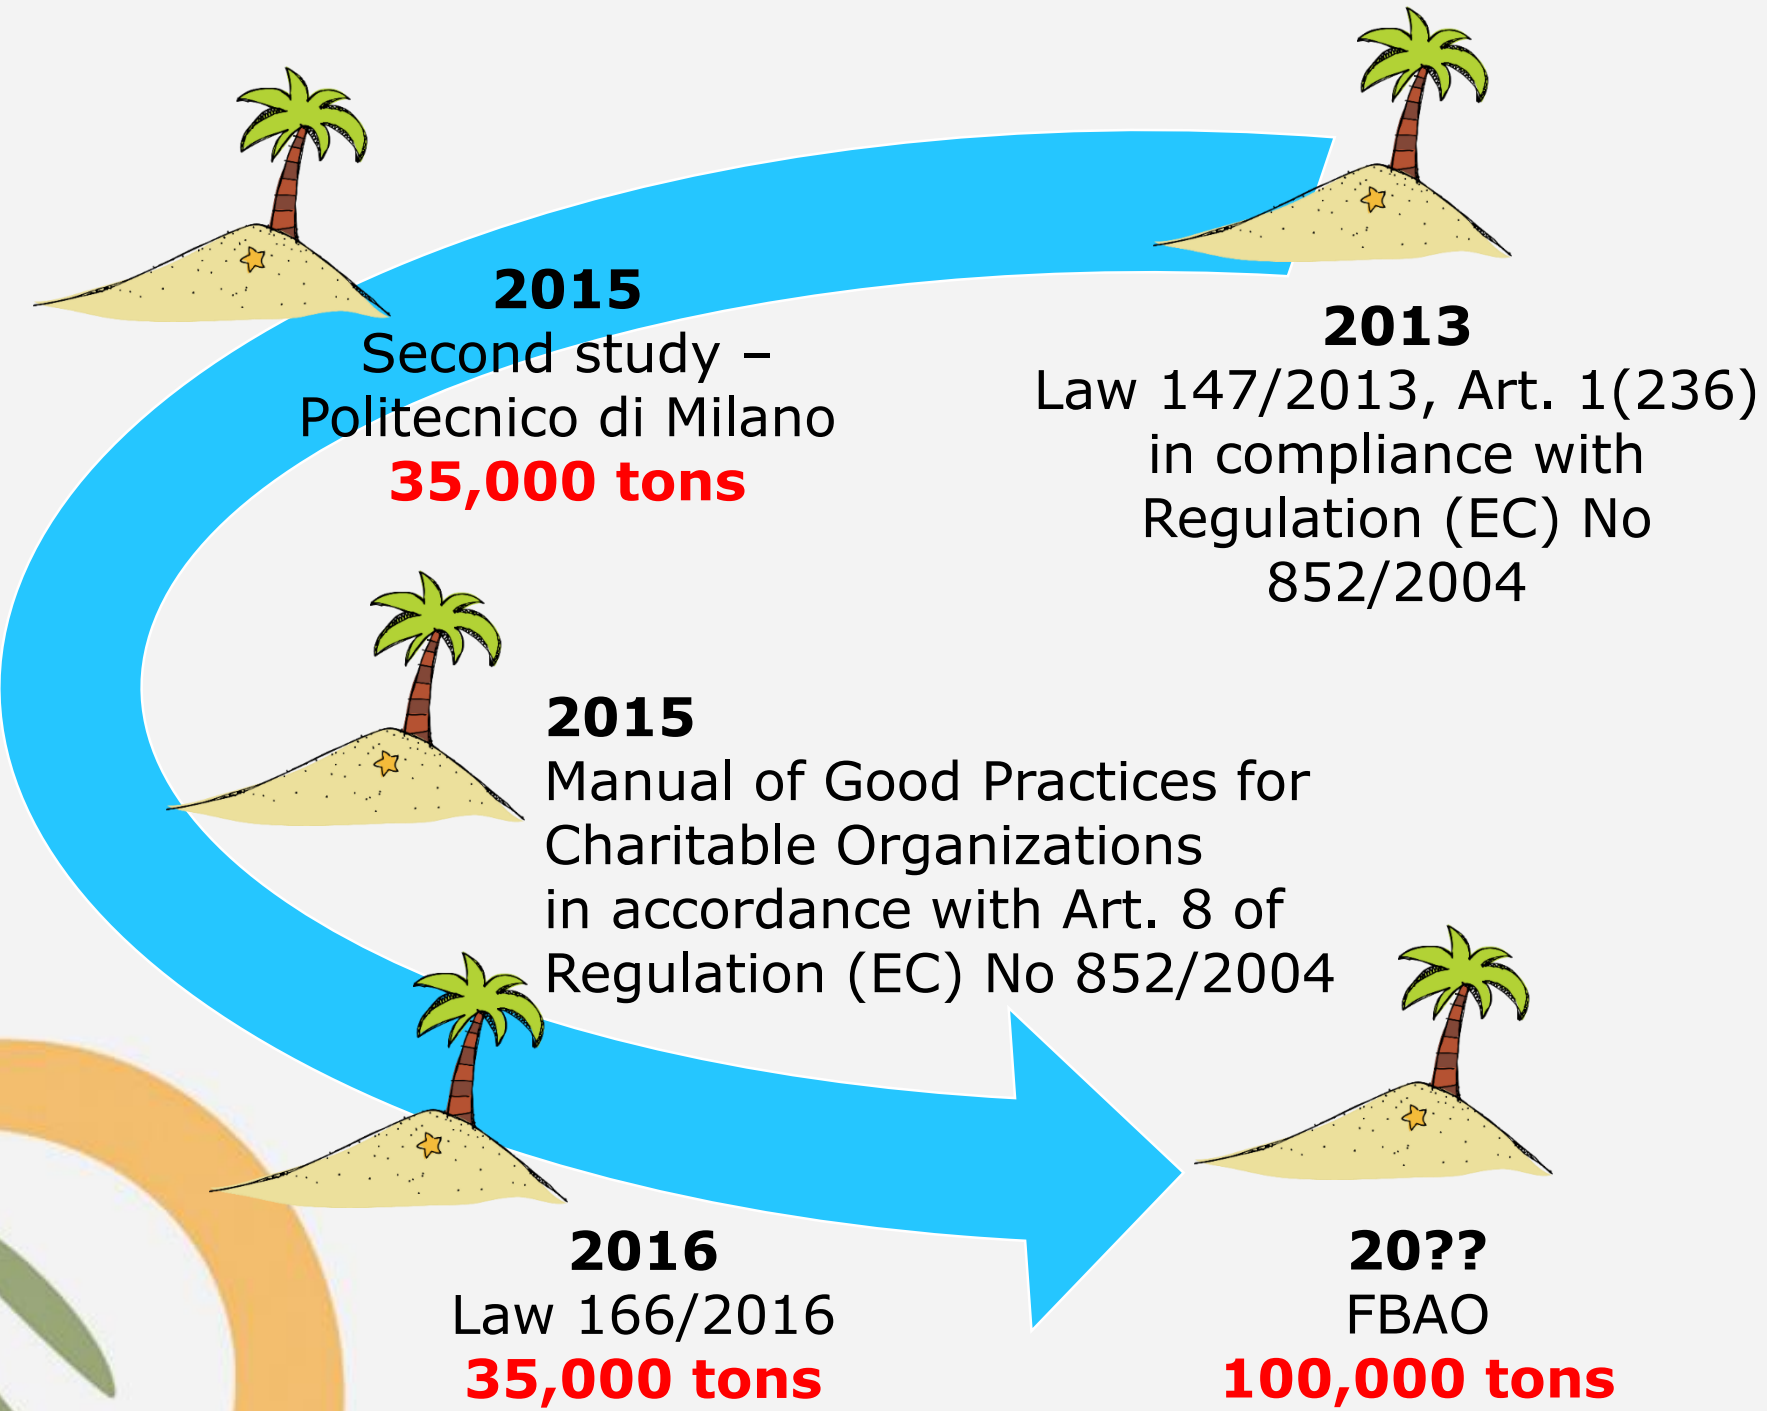 2013
Law 147/2013, Art. 1(236)
in compliance with
Regulation (EC) No
852/2004
2015
Second study –
Politecnico di Milano
35,000 tons
2015
Manual of Good Practices for
Charitable Organizations
in accordance with Art. 8 of
Regulation (EC) No 852/2004
2016
Law 166/2016
35,000 tons
20??
FBAO
100,000 tons